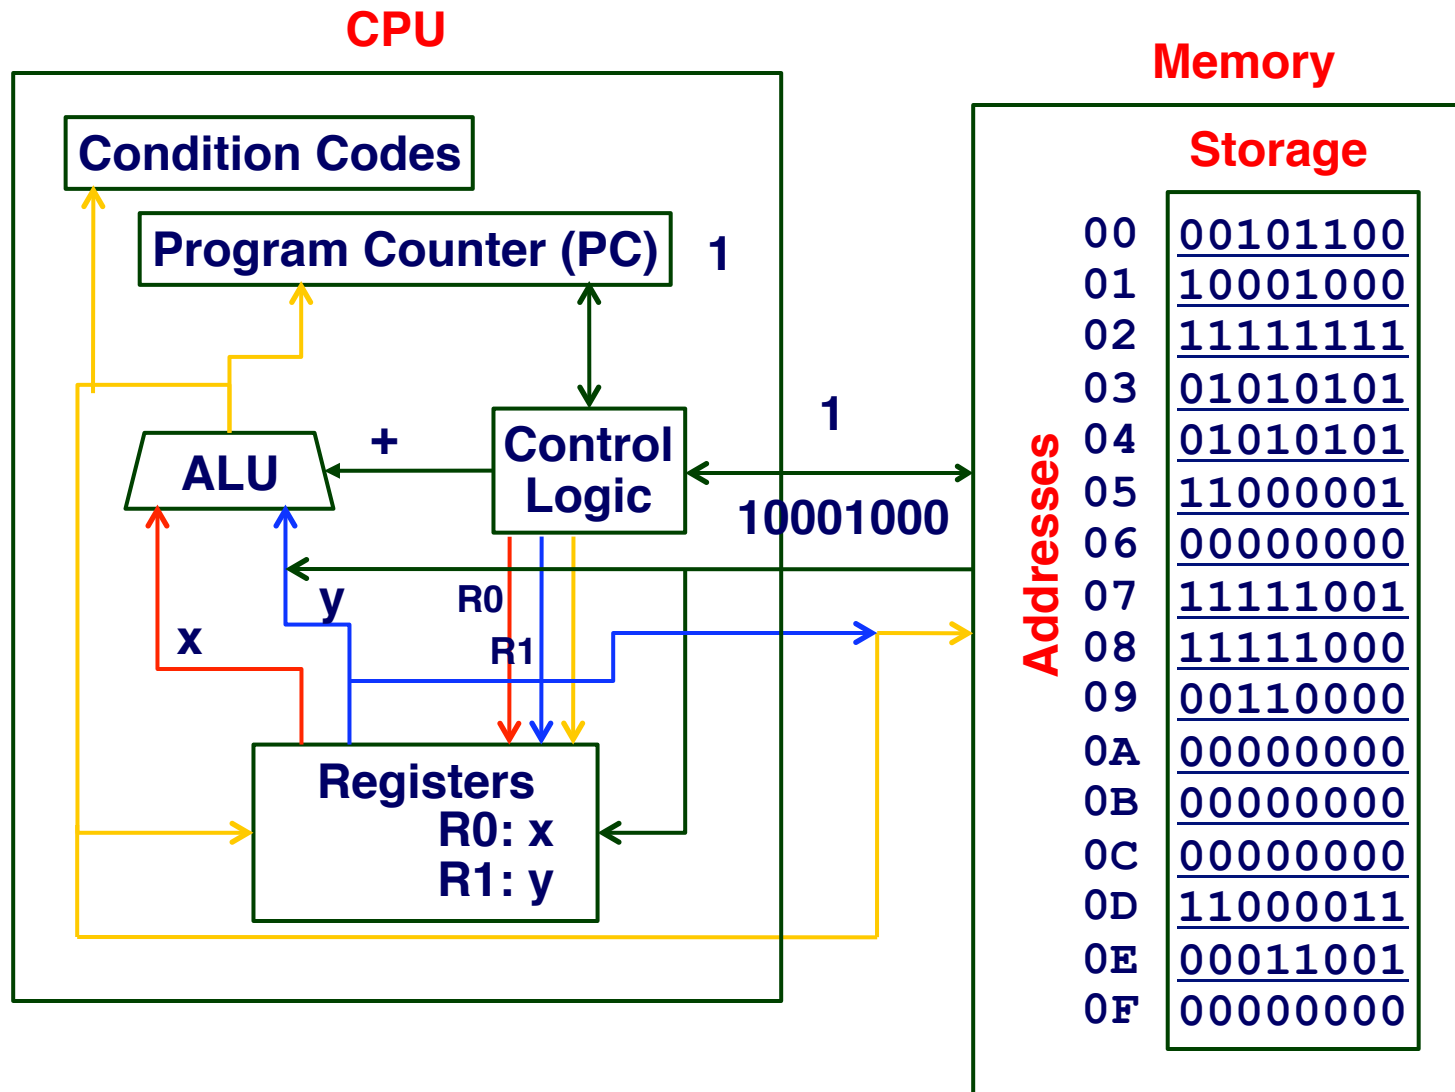 CPU
Condition Codes
Program Counter (PC)
1
ALU
+
Control
Logic
1
10001000
x
y
R0
R1
Registers
R0: x
R1: y
Memory
Storage
Addresses
00 00101100
01 10001000
02 11111111
03 01010101
04 01010101
05 11000001
06 00000000
07 11111001
08 11111000
09 00110000
0A 00000000
0B 00000000
0C 00000000
0D 11000011
0E 00011001
0F 00000000